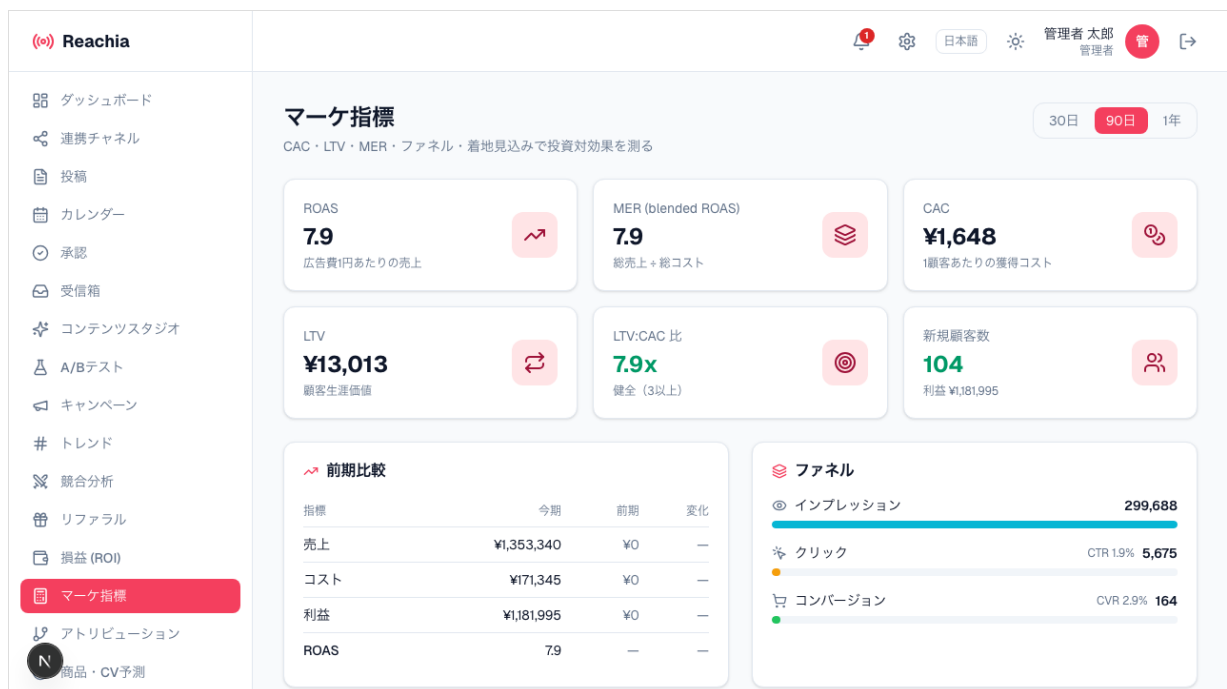 Reachia
1
日本語
管理者 太郎
管理者
管
ダッシュボード
連携チャネル
投稿
カレンダー
承認
受信箱
コンテンツスタジオ
A/Bテスト
キャンペーン
トレンド
競合分析
リファラル
損益 (ROI)
マーケ指標
アトリビューション
商品・CV予測
N
マーケ指標
CAC・LTV・MER・ファネル・着地見込みで投資対効果を測る
30日 90日 1年
ROAS
7.9
広告費1円あたりの売上
MER (blended ROAS)
7.9
総売上 ÷ 総コスト
CAC
¥1,648
1顧客あたりの獲得コスト
LTV
¥13,013
顧客生涯価値
LTV:CAC 比
7.9x
健全（3以上）
新規顧客数
104
利益 ¥1,181,995
前期比較
指標 今期 前期 変化
売上 ¥1,353,340 ¥0 —
コスト ¥171,345 ¥0 —
利益 ¥1,181,995 ¥0 —
ROAS 7.9 — —
ファネル
インプレッション 299,688
クリック CTR 1.9% 5,675
コンバージョン CVR 2.9% 164